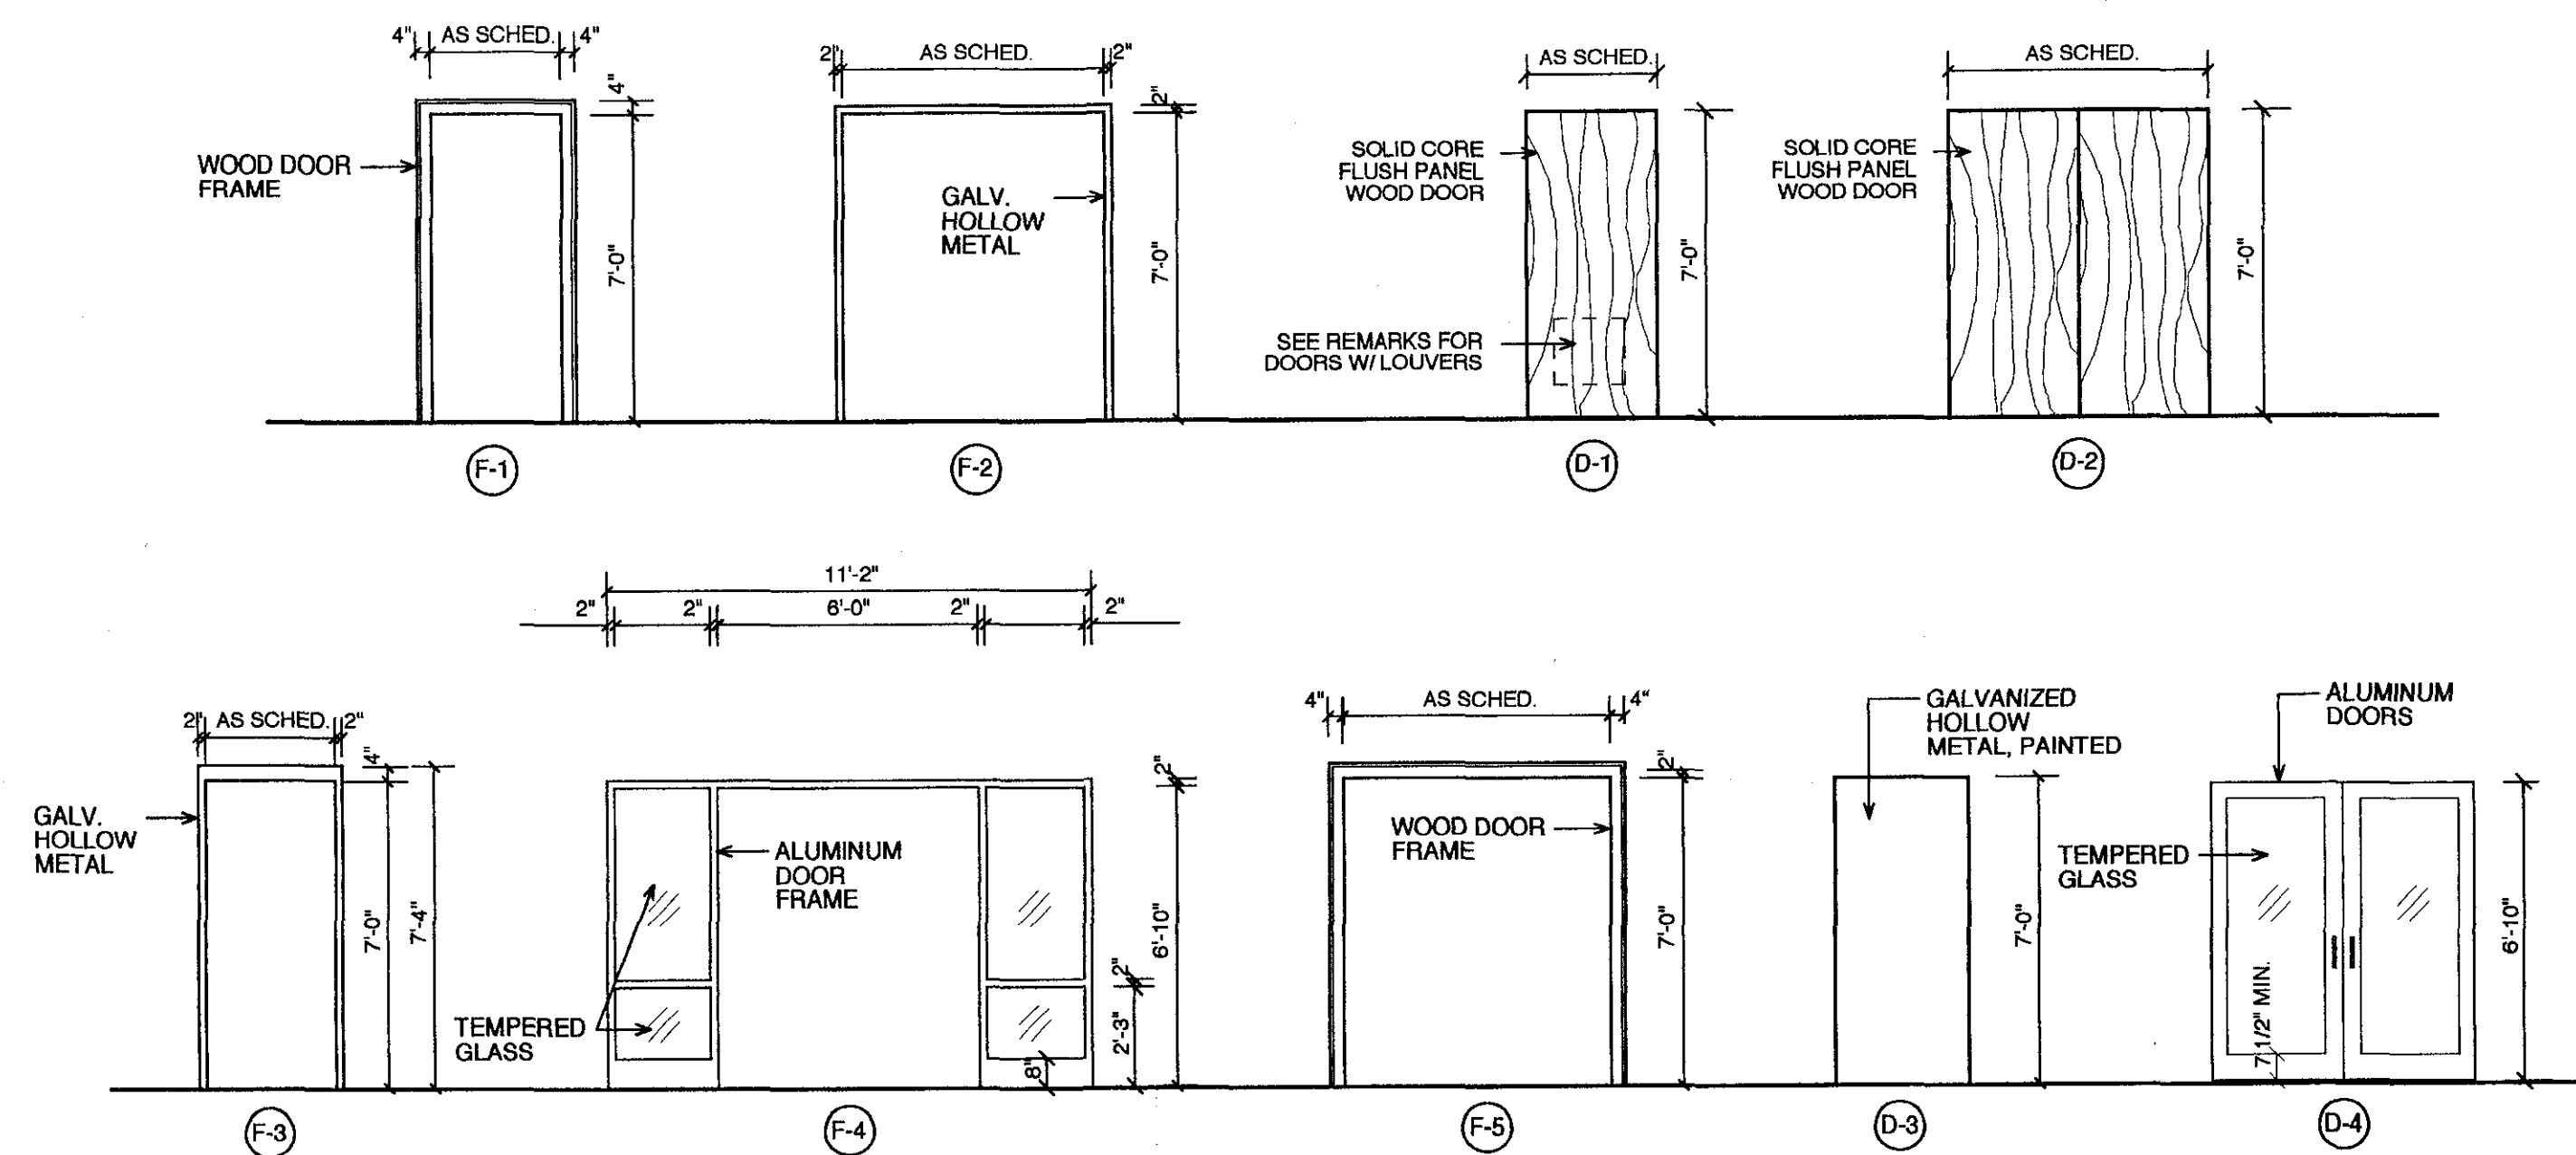 4" AS SCHED. 4"
4"
WOOD DOOR
FRAME
7'-0"
F-1
2" AS SCHED. 2"
2"
GALV.
HOLLOW
METAL
7'-0"
F-2
AS SCHED.
SOLID CORE
FLUSH PANEL
WOOD DOOR
7'-0"
SEE REMARKS FOR
DOORS W/ LOUVERS
D-1
AS SCHED.
SOLID CORE
FLUSH PANEL
WOOD DOOR
7'-0"
D-2
2" AS SCHED. 2"
4"
GALV.
HOLLOW
METAL
7'-0"
7'-4"
F-3
11'-2"
2" 2" 6'-0" 2" 2"
2"
ALUMINUM
DOOR
FRAME
6'-10"
2"
2'-3"
TEMPERED
GLASS
8"
F-4
4" AS SCHED. 4"
2"
WOOD DOOR
FRAME
7'-0"
F-5
GALVANIZED
HOLLOW
METAL, PAINTED
7'-0"
D-3
ALUMINUM
DOORS
TEMPERED
GLASS
7 1/2" MIN.
6'-10"
D-4